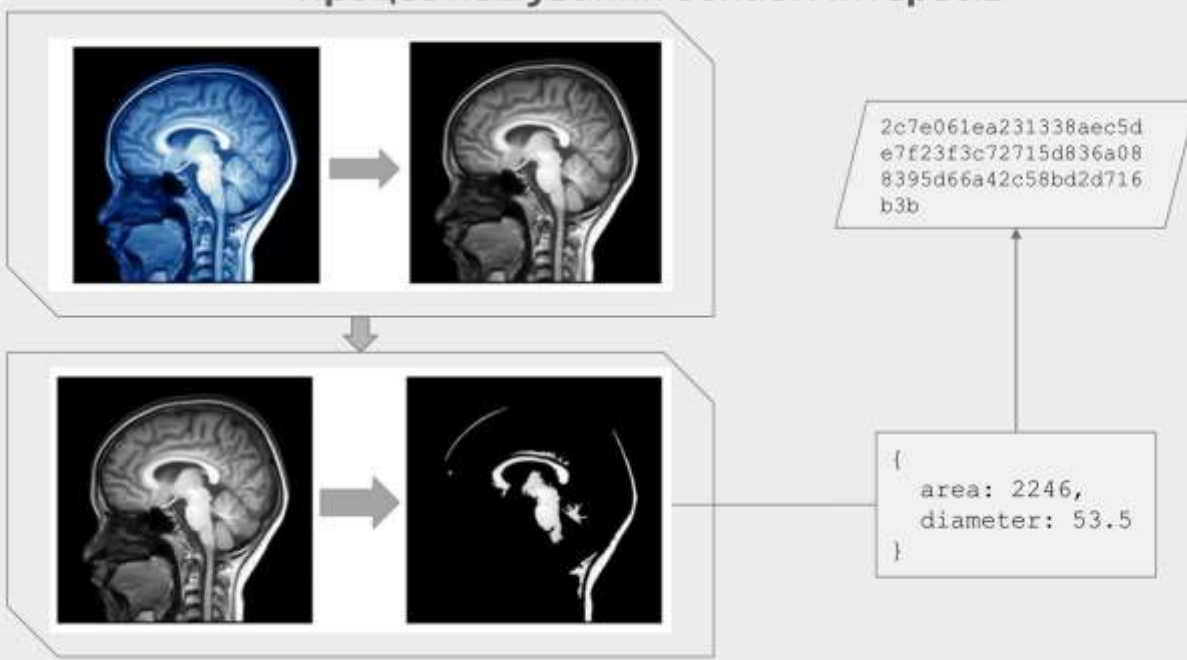 2c7e061ea231338aec5d
e7f23f3c72715d836a08
8395d66a42c58bd2d716
b3b
{
area: 2246,
diameter: 53.5
}